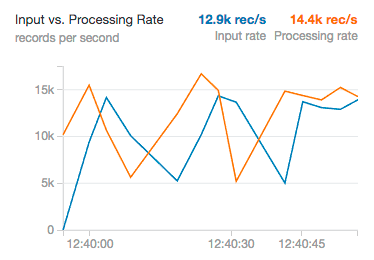 Input vs. Processing Rate 12.9k rec/s 14.4k rec/s
records per second Input rate Processing rate
15k
10k
5k
0
12:40:00 12:40:30 12:40:45